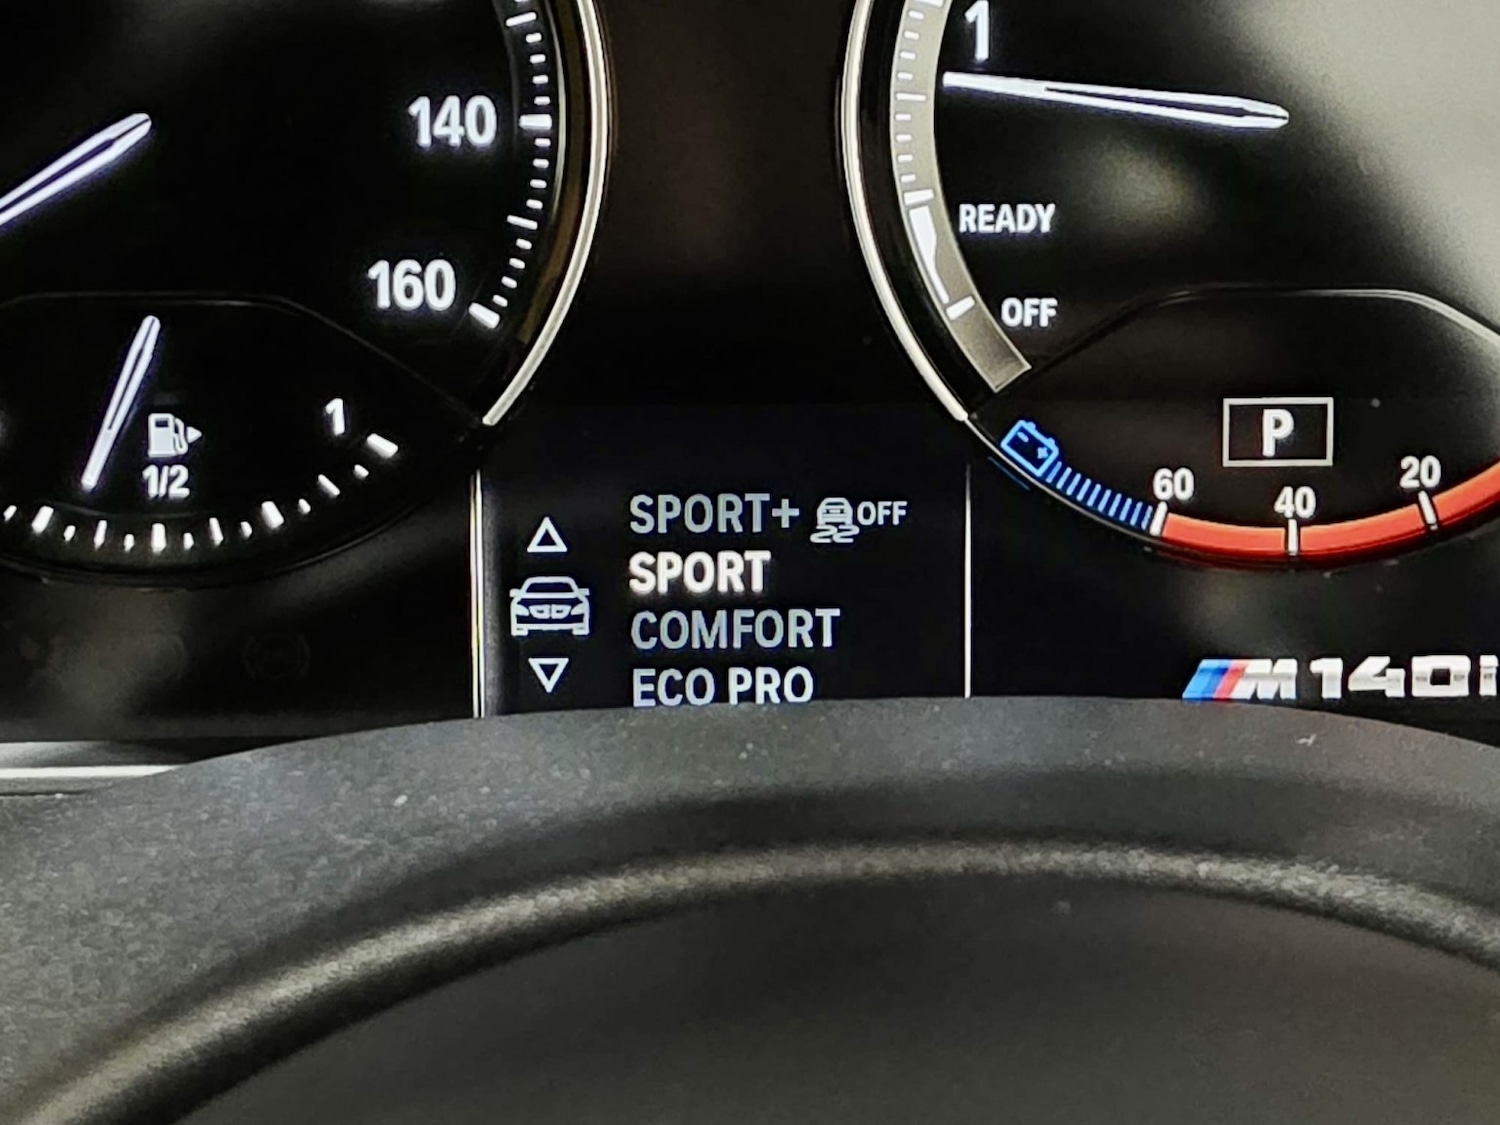 140
160
1/2
1
1
READY
OFF
P
60
40
20
SPORT+ OFF
SPORT
COMFORT
ECO PRO
M140i